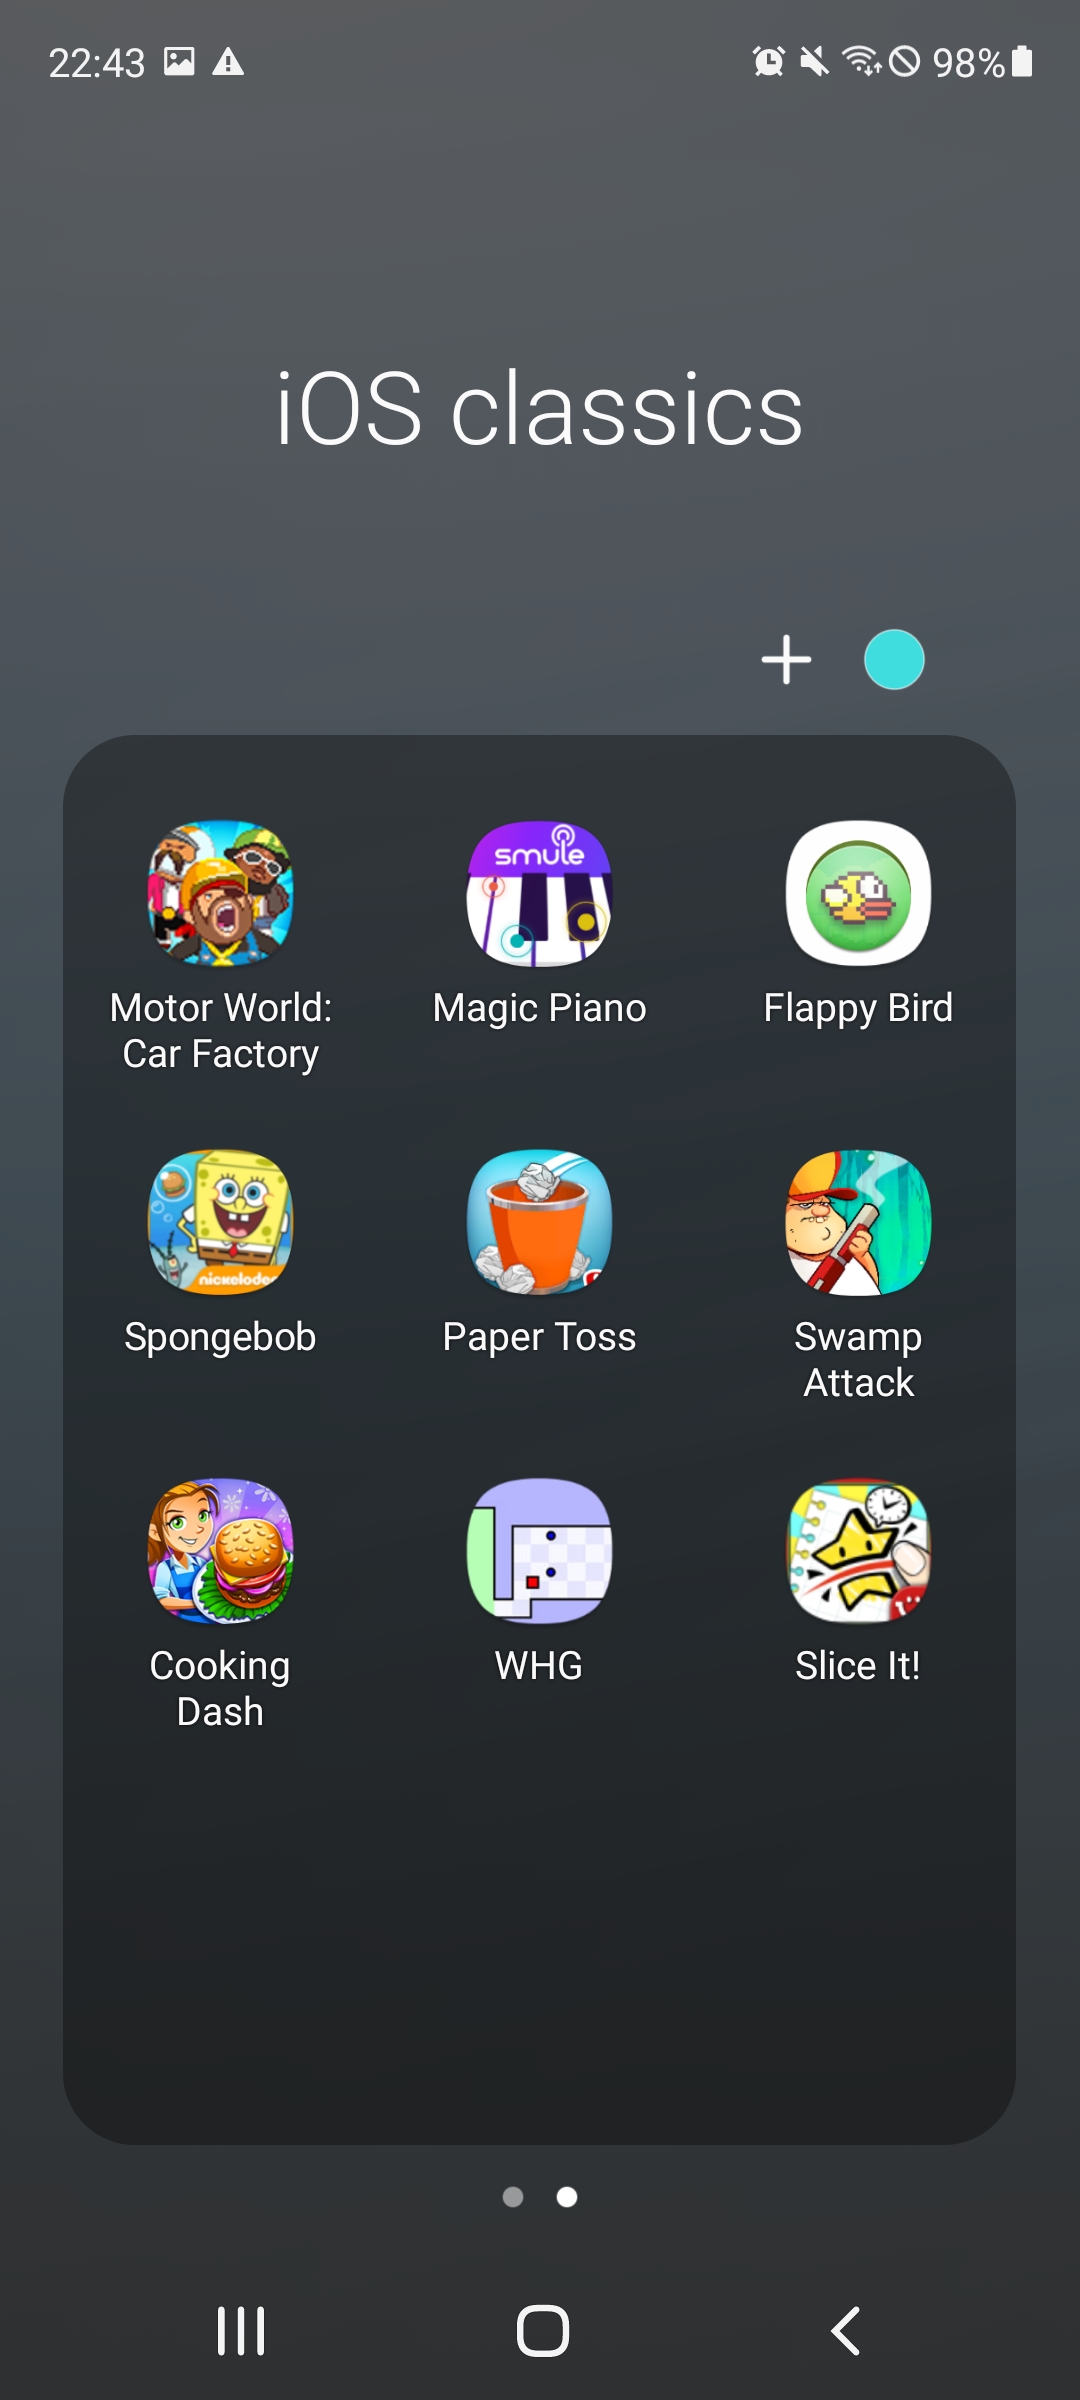 22:43
98%
iOS classics
smule
Motor World:
Car Factory
Magic Piano
Flappy Bird
nickelode
Spongebob
Paper Toss
Swamp
Attack
Cooking
Dash
WHG
Slice It!